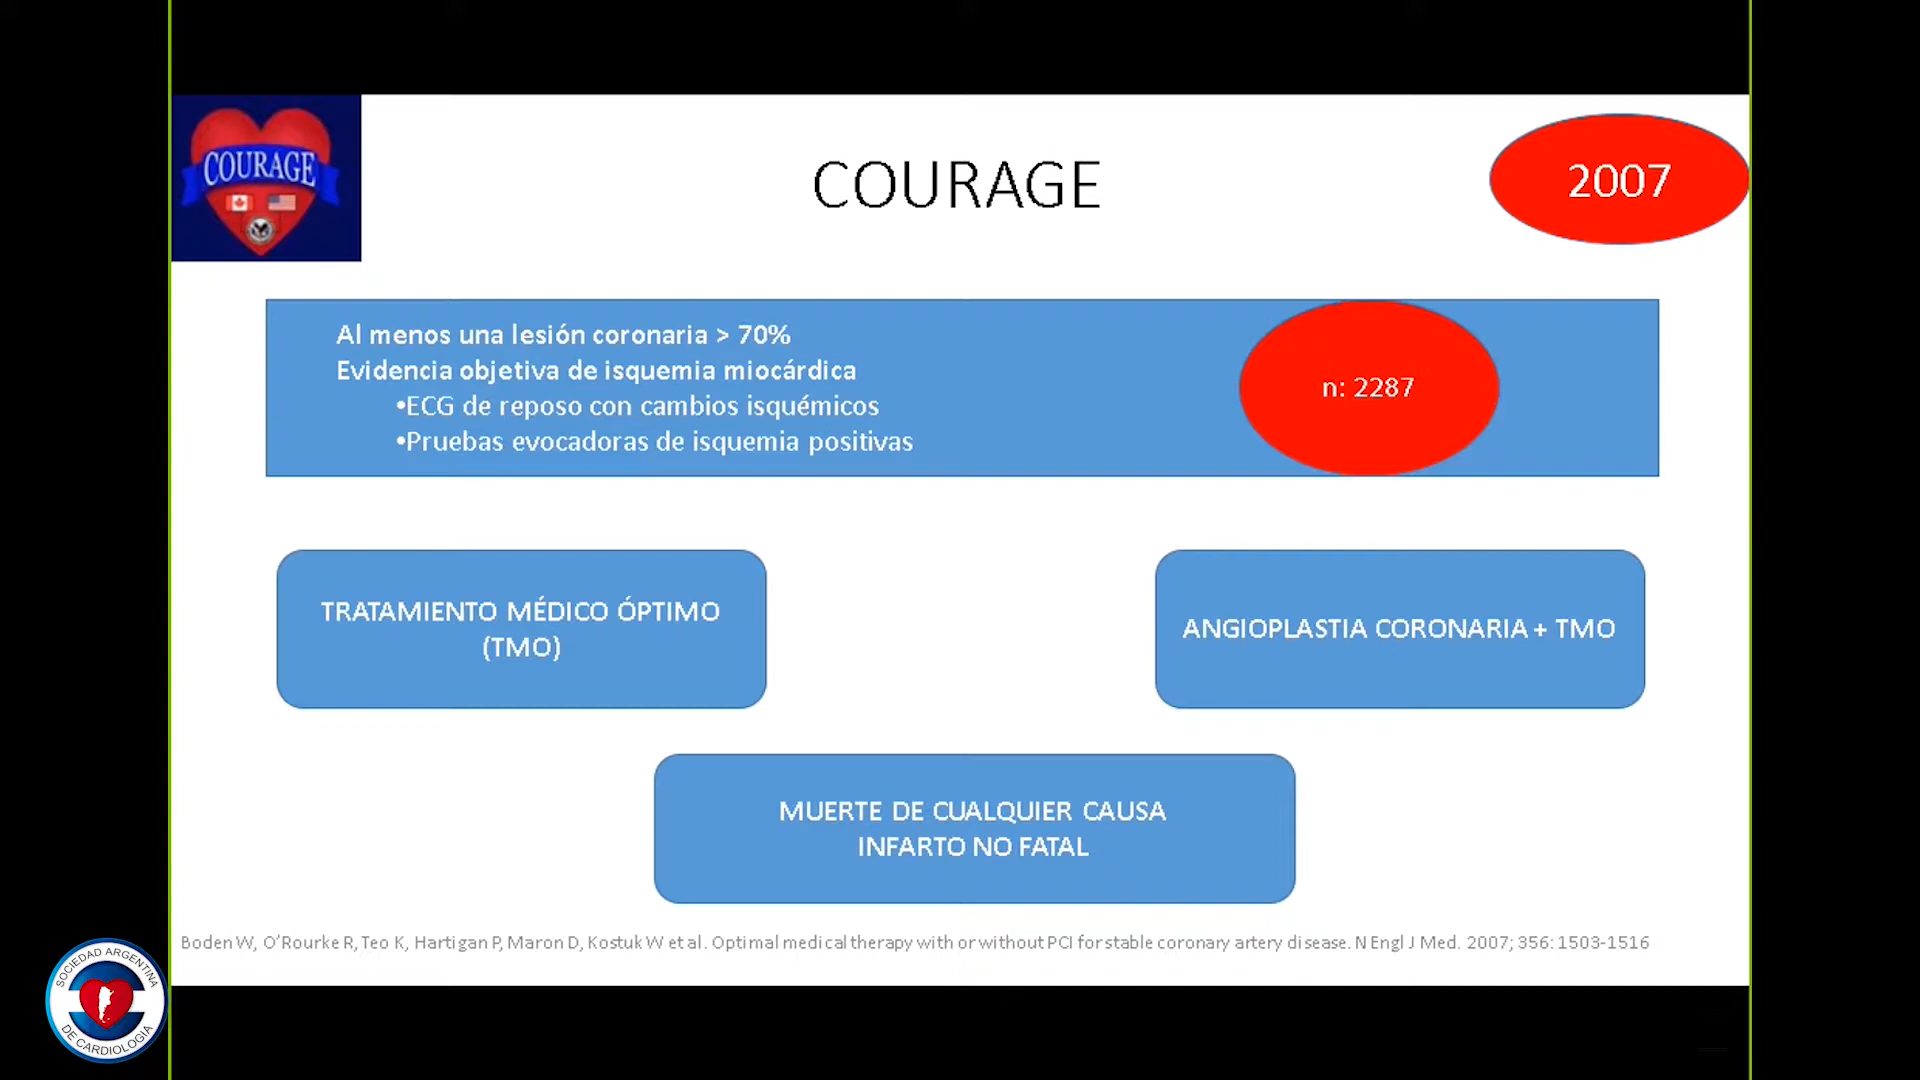 COURAGE
COURAGE
2007
Al menos una lesión coronaria > 70%
Evidencia objetiva de isquemia miocárdica
•ECG de reposo con cambios isquémicos
•Pruebas evocadoras de isquemia positivas
n: 2287
TRATAMIENTO MÉDICO ÓPTIMO
(TMO)
ANGIOPLASTIA CORONARIA + TMO
MUERTE DE CUALQUIER CAUSA
INFARTO NO FATAL
Boden W, O'Rourke R, Teo K, Hartigan P, Maron D, Kostuk W et al. Optimal medical therapy with or without PCI for stable coronary artery disease. N Engl J Med. 2007; 356: 1503-1516
SOCIEDAD ARGENTINA
DE CARDIOLOGIA